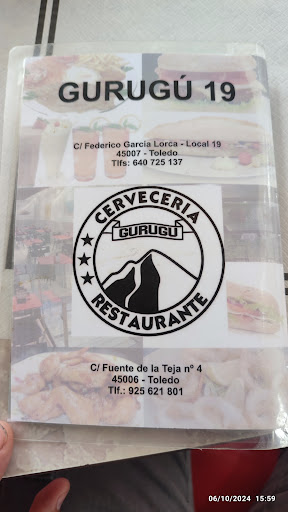 GURUGÚ 19
C/ Federico García Lorca - Local 19
45007 - Toledo
Tlfs: 640 725 137
CERVECERIA
GURUGÚ
RESTAURANTE
C/ Fuente de la Teja nº 4
45006 - Toledo
Tlf.: 925 621 801
06/10/2024 15:59